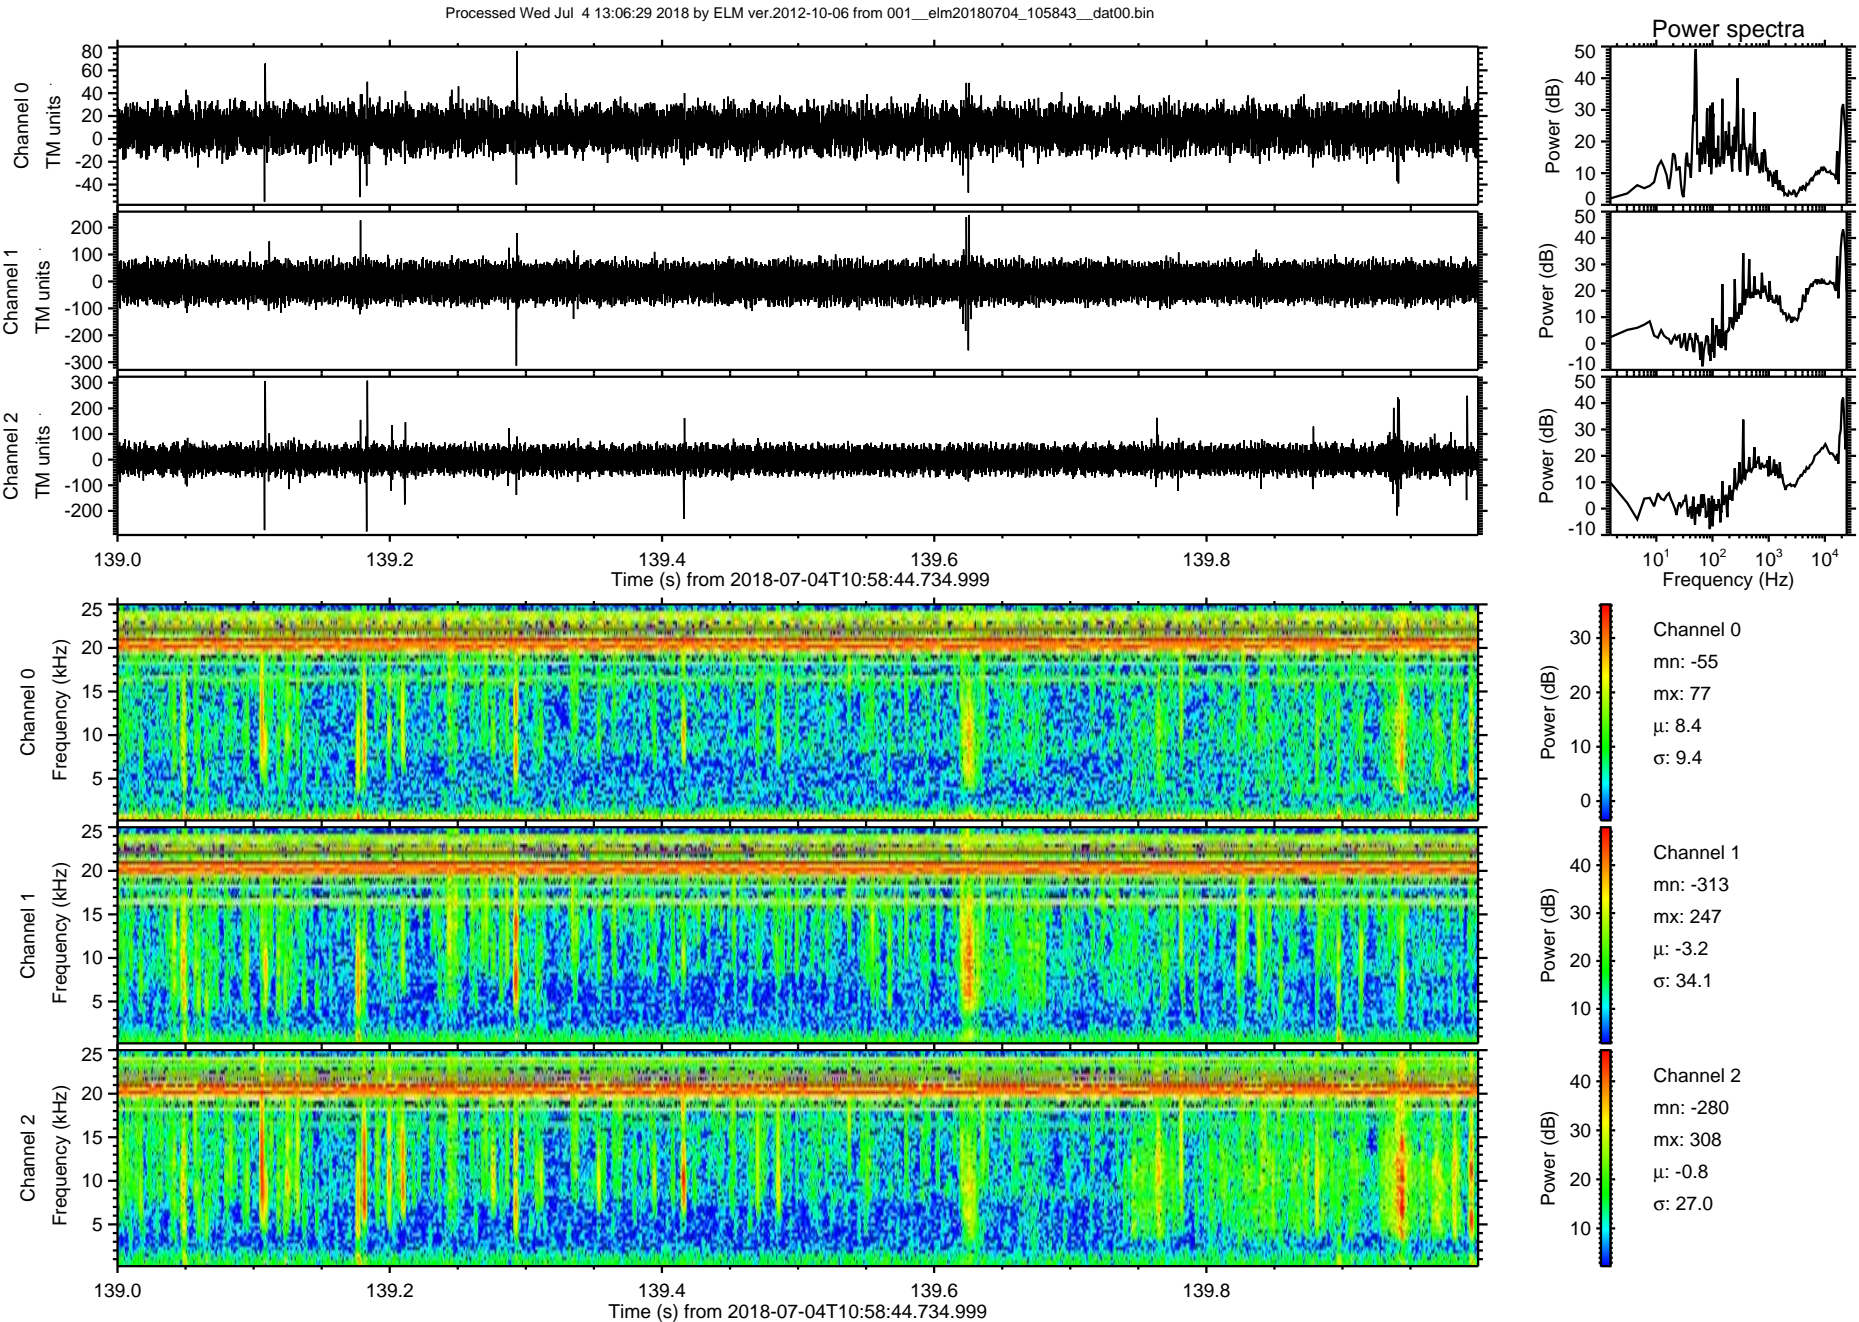 Processed Wed Jul  4 13:06:29 2018 by ELM ver.2012-10-06 from 001__elm20180704_105843__dat00.bin
Power spectra
Channel 0
TM units
80
60
40
20
0
-20
-40
Power (dB)
50
40
30
20
10
0
Channel 1
TM units
200
100
0
-100
-200
-300
Power (dB)
50
40
30
20
10
0
-10
Channel 2
TM units
300
200
100
0
-100
-200
Power (dB)
50
40
30
20
10
0
-10
139.0 139.2 139.4 139.6 139.8
Time (s) from 2018-07-04T10:58:44.734.999
10¹ 10² 10³ 10⁴
Frequency (Hz)
Channel 0
Frequency (kHz)
25
20
15
10
5
Power (dB)
30
20
10
0
Channel 0
mn: -55
mx: 77
μ: 8.4
σ: 9.4
Channel 1
Frequency (kHz)
25
20
15
10
5
Power (dB)
40
30
20
10
Channel 1
mn: -313
mx: 247
μ: -3.2
σ: 34.1
Channel 2
Frequency (kHz)
25
20
15
10
5
Power (dB)
40
30
20
10
Channel 2
mn: -280
mx: 308
μ: -0.8
σ: 27.0
139.0 139.2 139.4 139.6 139.8
Time (s) from 2018-07-04T10:58:44.734.999